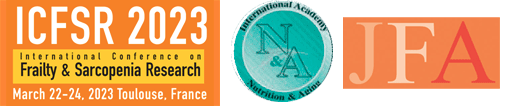 ICFSR 2023
International Conference on
Frailty & Sarcopenia Research
March 22-24, 2023 Toulouse, France
International Academy
N
&
A
Nutrition & Aging
JFA